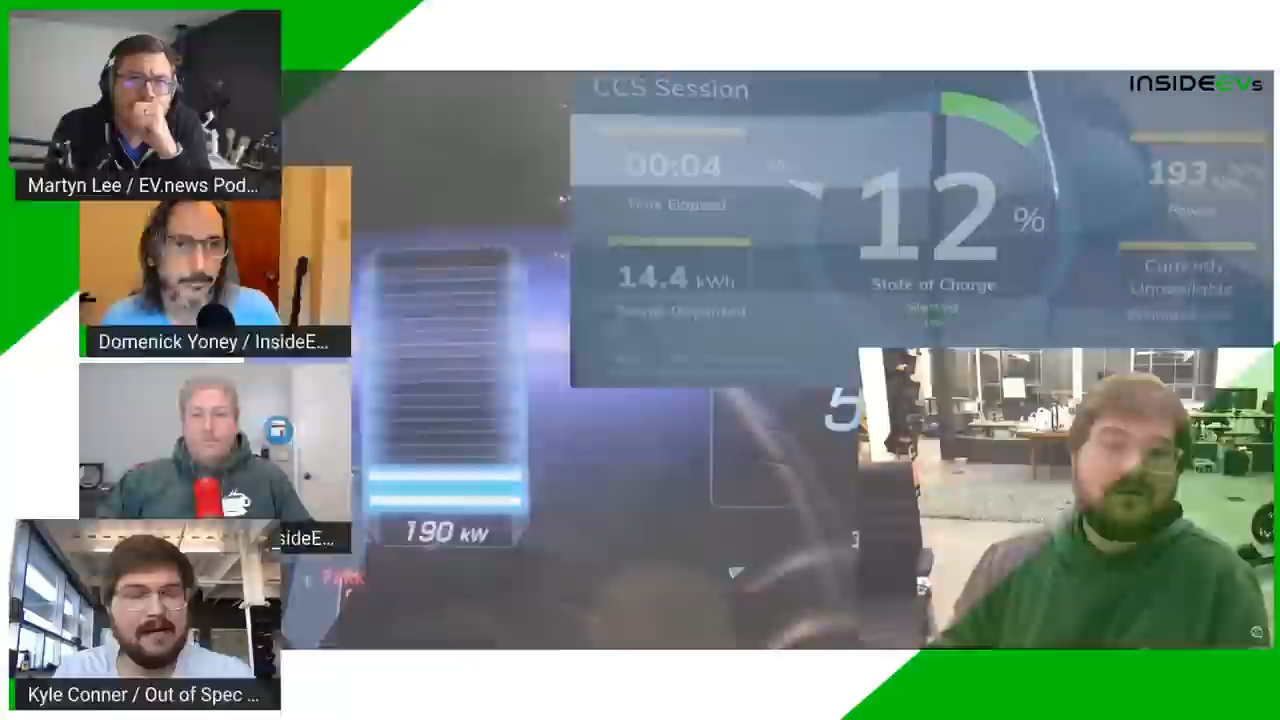 INSIDEEVs
CCS Session
00:04
Time Elapsed
14.4 kWh
12 %
State of Charge
193
Power
Currently
Unavailable
5
190 kW
PARK
Martyn Lee / EV.news Pod...
Domenick Yoney / InsideE...
sideE...
Kyle Conner / Out of Spec ...